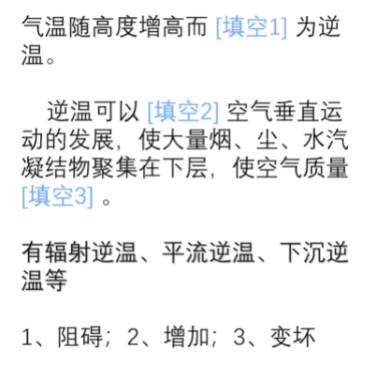 气温随高度增高而 [填空1] 为逆
温。
逆温可以 [填空2] 空气垂直运
动的发展，使大量烟、尘、水汽
凝结物聚集在下层，使空气质量
[填空3] 。
有辐射逆温、平流逆温、下沉逆
温等
1、阻碍；2、增加；3、变坏